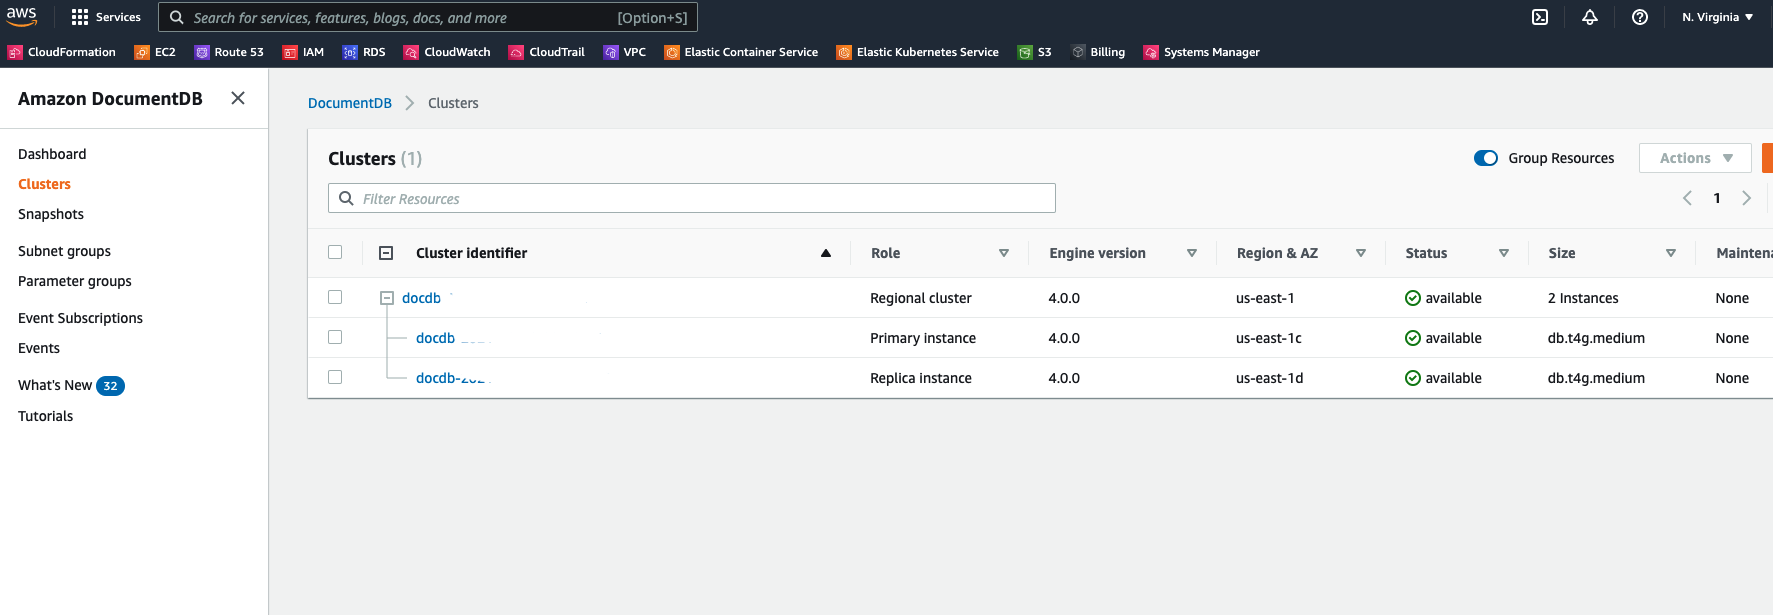 aws Services Search for services, features, blogs, docs, and more [Option+S] N. Virginia
CloudFormation EC2 Route 53 IAM RDS CloudWatch CloudTrail VPC Elastic Container Service Elastic Kubernetes Service S3 Billing Systems Manager
Amazon DocumentDB
Dashboard
Clusters
Snapshots
Subnet groups
Parameter groups
Event Subscriptions
Events
What's New 32
Tutorials
DocumentDB Clusters
Clusters (1) Group Resources Actions
Filter Resources 1
Cluster identifier Role Engine version Region & AZ Status Size Maintena
docdb Regional cluster 4.0.0 us-east-1 available 2 Instances None
docdb Primary instance 4.0.0 us-east-1c available db.t4g.medium None
docdb Replica instance 4.0.0 us-east-1d available db.t4g.medium None